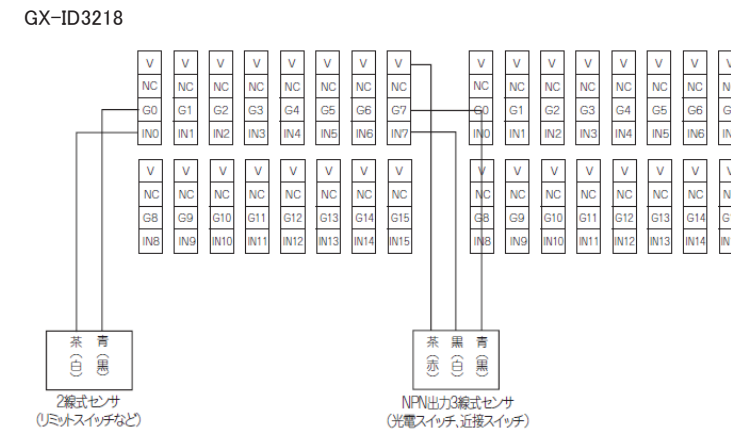 GX-ID3218
V V V V V V V V V V V V V V V V
NC NC NC NC NC NC NC NC NC NC NC NC NC NC NC
G0 G1 G2 G3 G4 G5 G6 G7 G0 G1 G2 G3 G4 G5 G6
IN0 IN1 IN2 IN3 IN4 IN5 IN6 IN7 IN0 IN1 IN2 IN3 IN4 IN5 IN6
V V V V V V V V V V V V V V V V
NC NC NC NC NC NC NC NC NC NC NC NC NC NC NC
G8 G9 G10 G11 G12 G13 G14 G15 G8 G9 G10 G11 G12 G13 G14
IN8 IN9 IN10 IN11 IN12 IN13 IN14 IN15 IN8 IN9 IN10 IN11 IN12 IN13 IN14
茶(白) 青(黒)
2線式センサ
(リミットスイッチなど)
茶(赤) 黒(白) 青(黒)
NPN出力3線式センサ
(光電スイッチ、近接スイッチ)